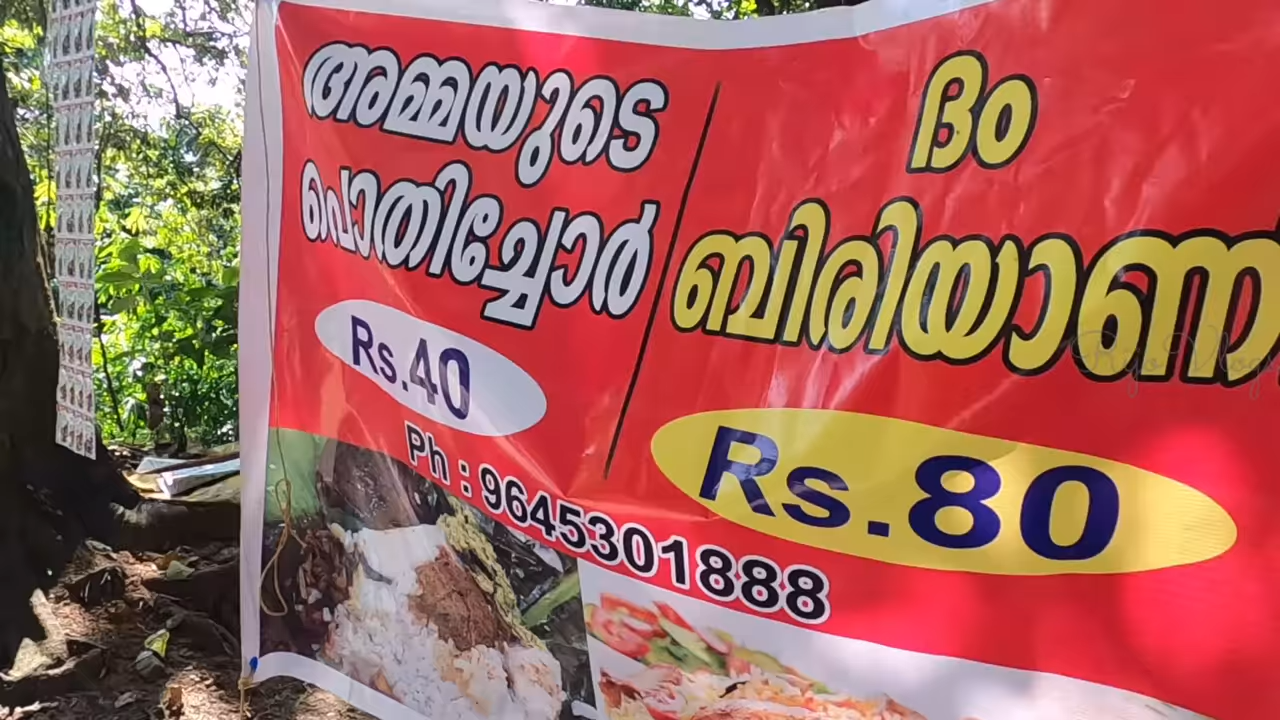 അമ്മയുടെ
പൊതിച്ചോർ
Rs.40
ദം
ബിരിയാണി
Rs.80
Ph : 9645301888